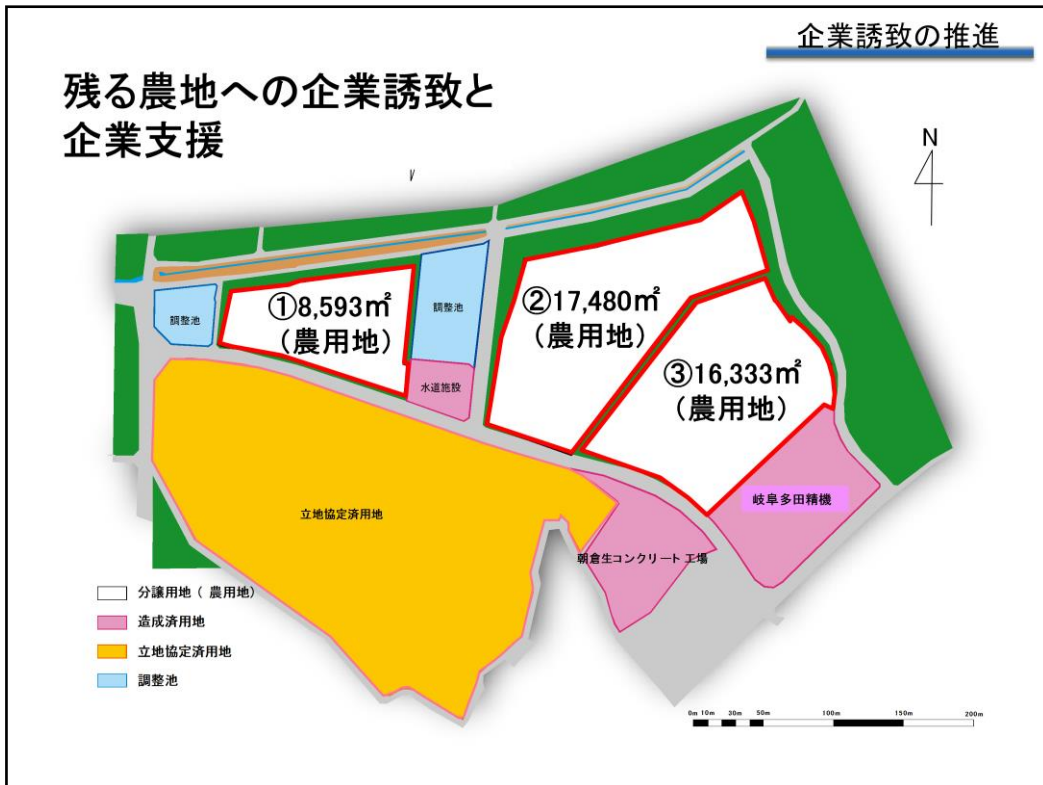 企業誘致の推進
残る農地への企業誘致と
企業支援
N
①8,593㎡
（農用地）
調整池
調整池
水道施設
②17,480㎡
（農用地）
③16,333㎡
（農用地）
岐阜多田精機
朝倉生コンクリート 工場
立地協定済用地
分譲用地（ 農用地）
造成済用地
立地協定済用地
調整池
0m 10m 30m 50m 100m 150m 200m